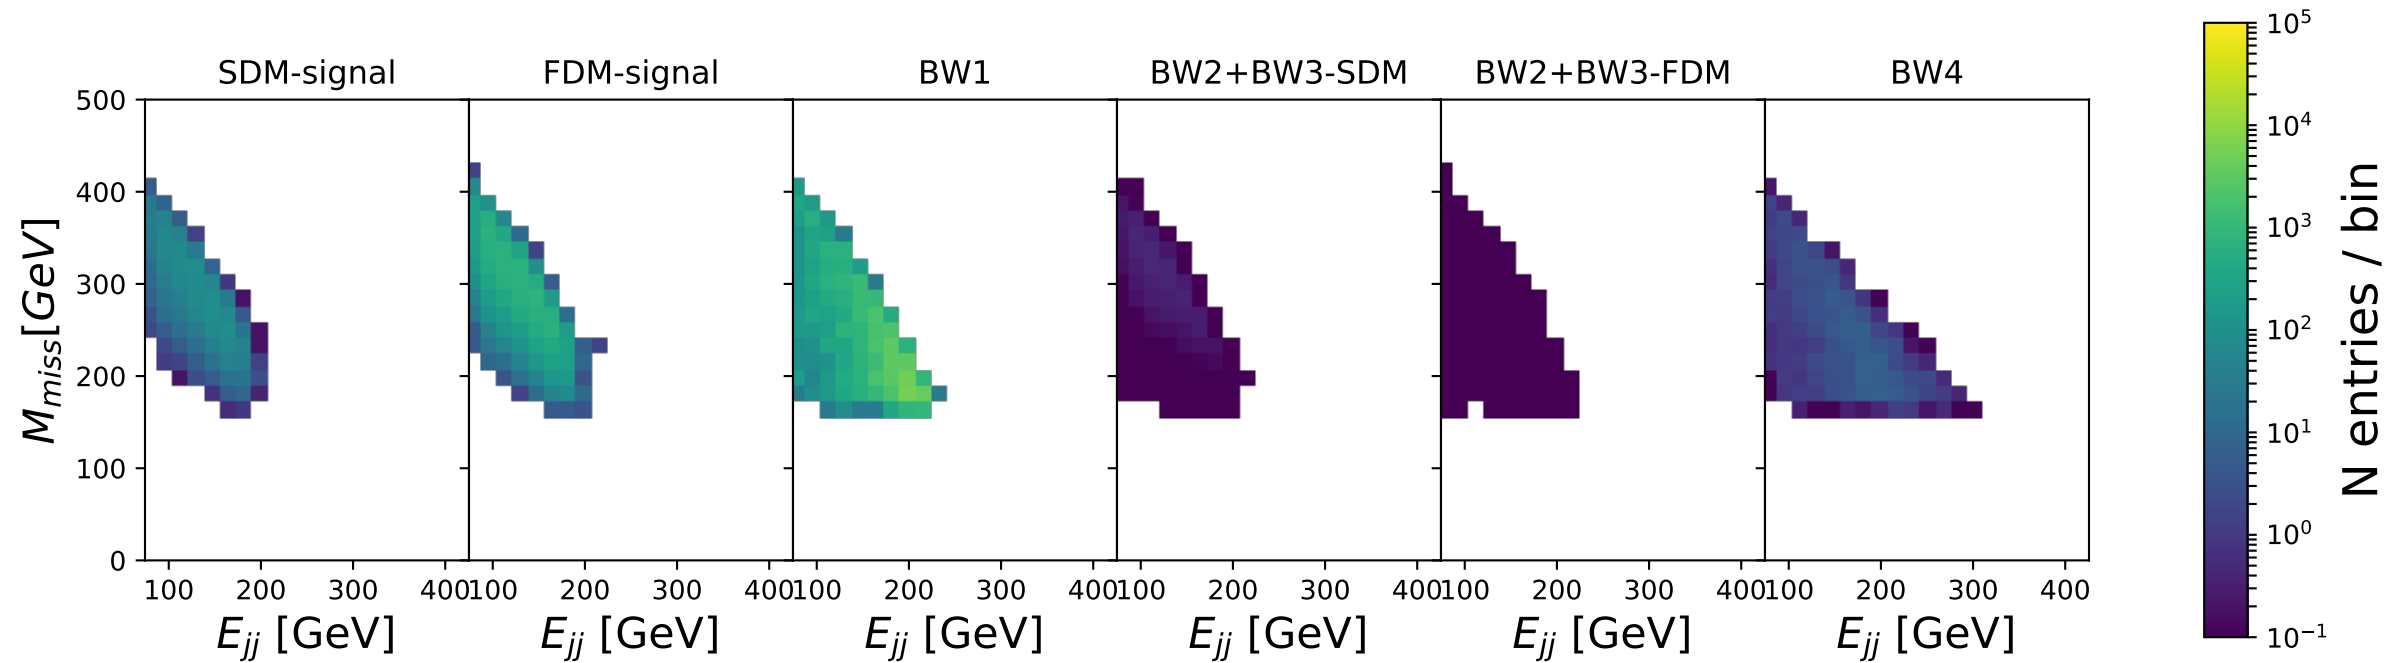 SDM-signal FDM-signal BW1 BW2+BW3-SDM BW2+BW3-FDM BW4
500
400
300
200
100
0
M_miss[GeV]
100 200 300 400 100 200 300 400 100 200 300 400 100 200 300 400 100 200 300 400 100 200 300 400
E_jj [GeV] E_jj [GeV] E_jj [GeV] E_jj [GeV] E_jj [GeV] E_jj [GeV]
10^5
10^4
10^3
10^2
10^1
10^0
10^−1
N entries / bin